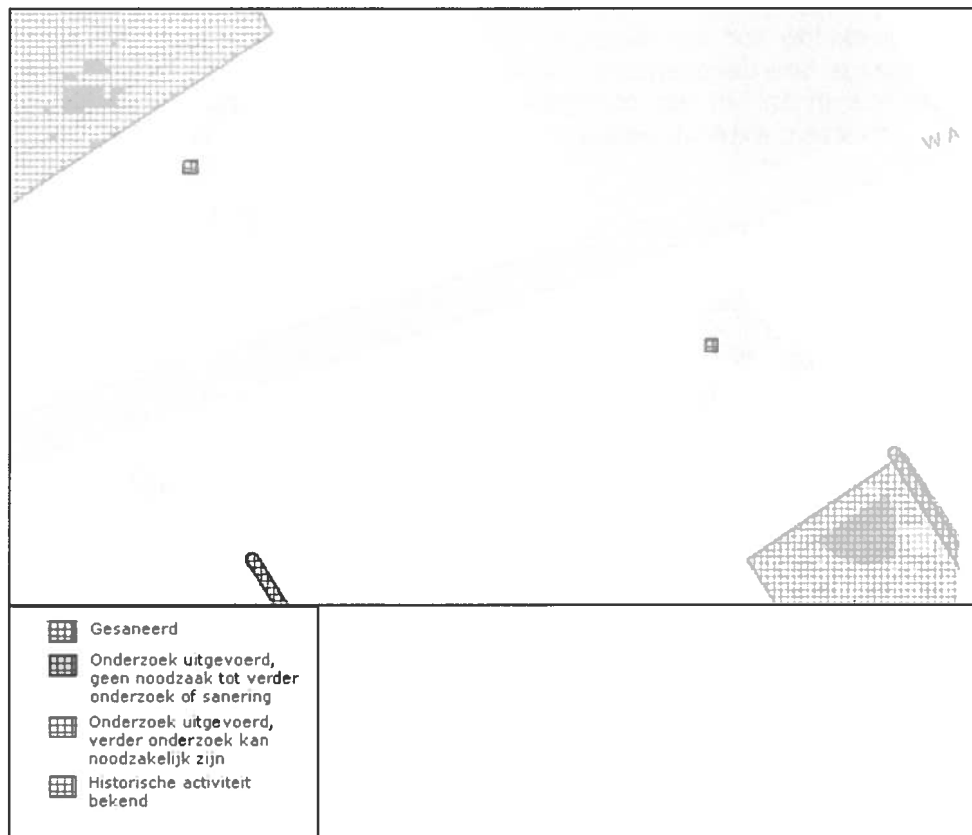 WA
Gesaneerd
Onderzoek uitgevoerd,
geen noodzaak tot verder
onderzoek of sanering
Onderzoek uitgevoerd,
verder onderzoek kan
noodzakelijk zijn
Historische activiteit
bekend